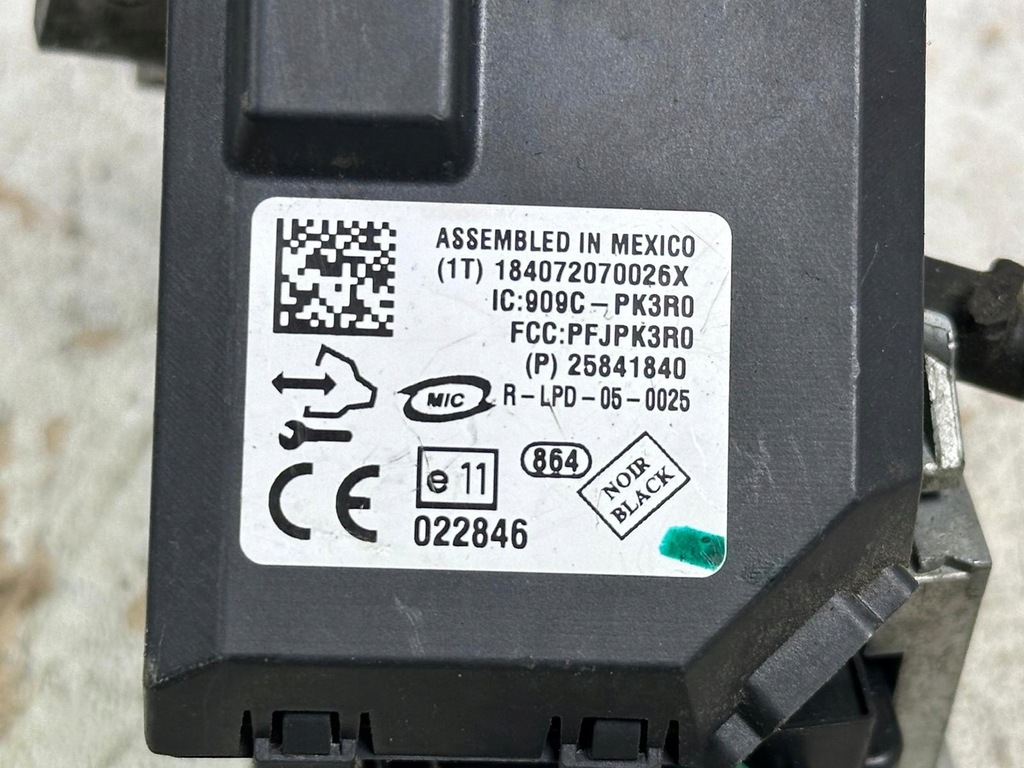 ASSEMBLED IN MEXICO
(1T) 184072070026X
IC:909C-PK3R0
FCC:PFJPK3R0
(P) 25841840
MIC R-LPD-05-0025
CE
e 11
864
NOIR
BLACK
022846